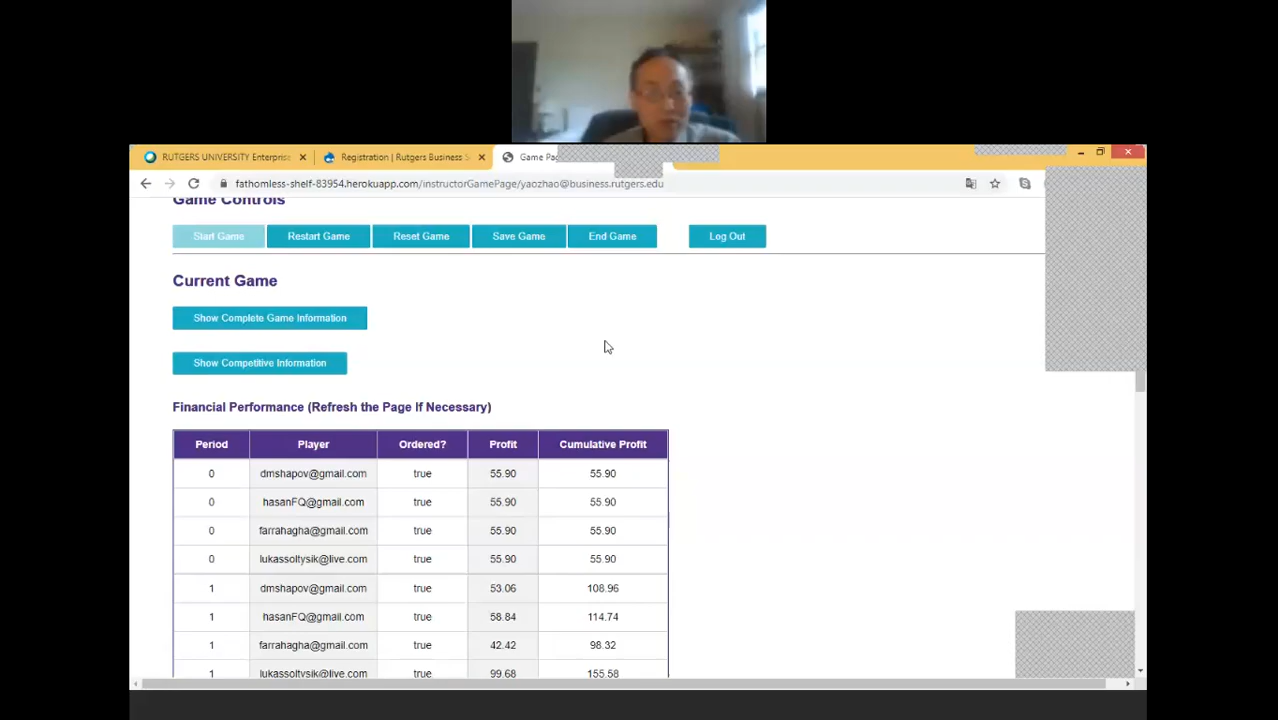 RUTGERS UNIVERSITY Enterprise
Registration | Rutgers Business S
Game Pa
fathomless-shelf-83954.herokuapp.com/instructorGamePage/yaozhao@business.rutgers.edu
Game Controls
Start Game Restart Game Reset Game Save Game End Game Log Out
Current Game
Show Complete Game Information
Show Competitive Information
Financial Performance (Refresh the Page If Necessary)
Period Player Ordered? Profit Cumulative Profit
0 dmshapov@gmail.com true 55.90 55.90
0 hasanFQ@gmail.com true 55.90 55.90
0 farrahagha@gmail.com true 55.90 55.90
0 lukassoltysik@live.com true 55.90 55.90
1 dmshapov@gmail.com true 53.06 108.96
1 hasanFQ@gmail.com true 58.84 114.74
1 farrahagha@gmail.com true 42.42 98.32
1 lukassoltysik@live.com true 99.68 155.58